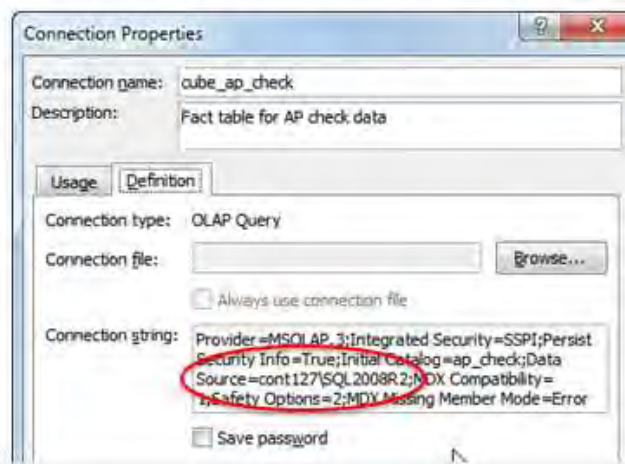 Connection Properties
Connection name: cube_ap_check
Description: Fact table for AP check data
Usage Definition
Connection type: OLAP Query
Connection file: Browse...
Always use connection file
Connection string: Provider=MSOLAP.3;Integrated Security=SSPI;Persist
Security Info=True;Initial Catalog=ap_check;Data
Source=cont127\SQL2008R2;MDX Compatibility=
1;Safety Options=2;MDX Missing Member Mode=Error
Save password